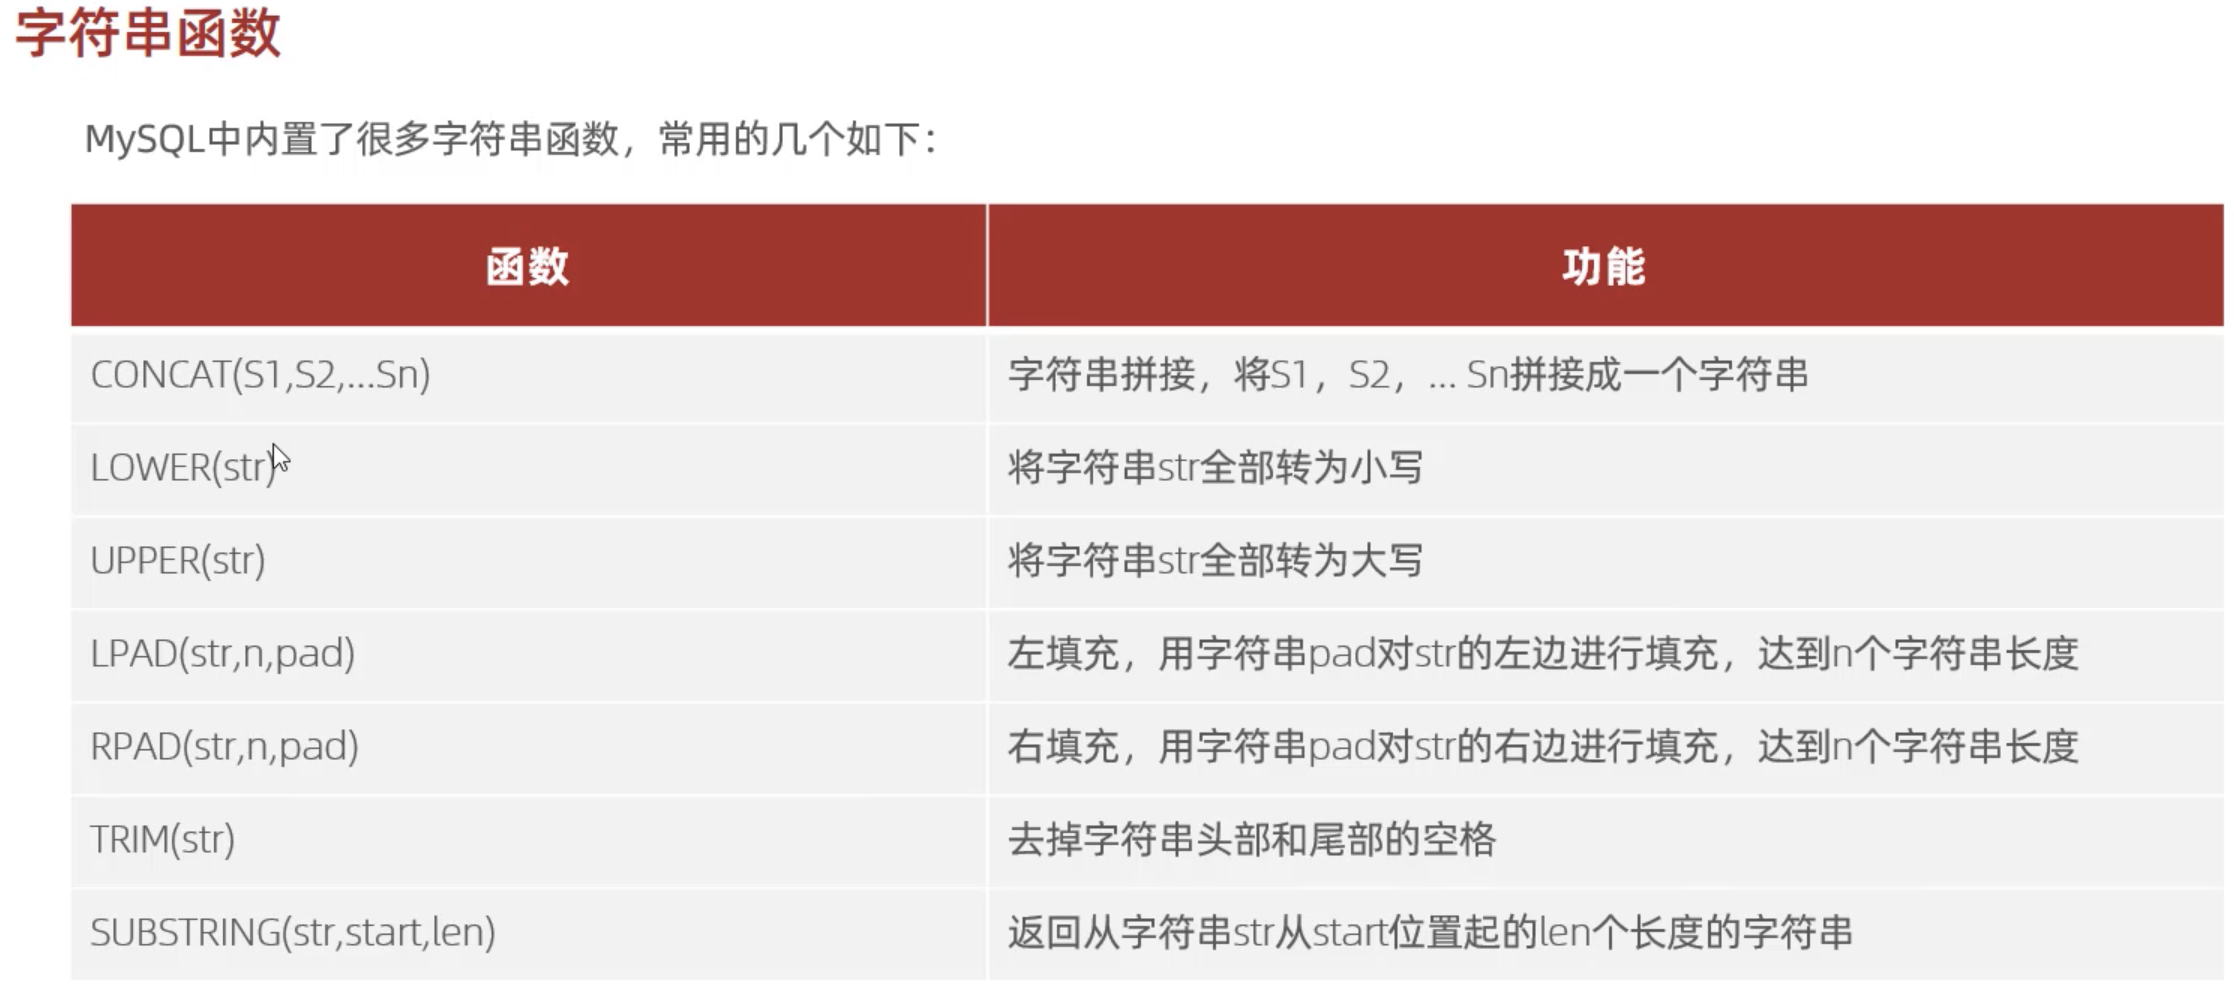 字符串函数
MySQL中内置了很多字符串函数，常用的几个如下：
函数 功能
CONCAT(S1,S2,...Sn) 字符串拼接，将S1，S2，... Sn拼接成一个字符串
LOWER(str) 将字符串str全部转为小写
UPPER(str) 将字符串str全部转为大写
LPAD(str,n,pad) 左填充，用字符串pad对str的左边进行填充，达到n个字符串长度
RPAD(str,n,pad) 右填充，用字符串pad对str的右边进行填充，达到n个字符串长度
TRIM(str) 去掉字符串头部和尾部的空格
SUBSTRING(str,start,len) 返回从字符串str从start位置起的len个长度的字符串